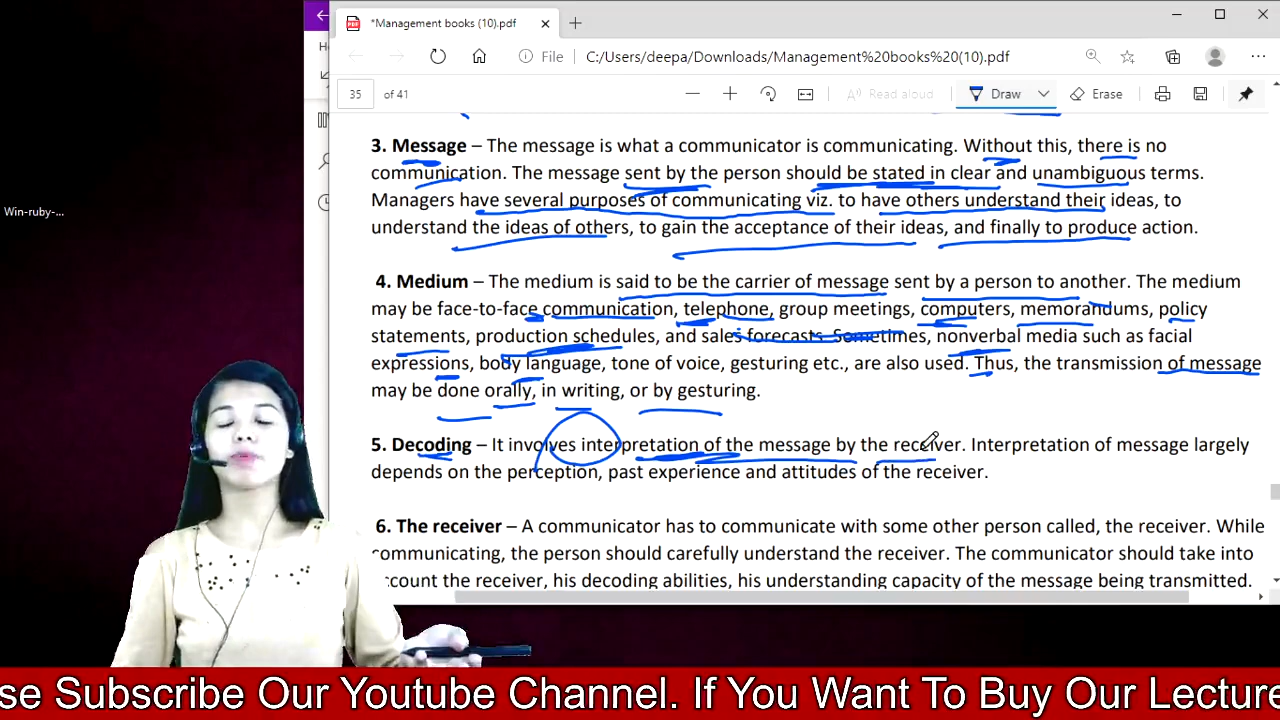 *Management books (10).pdf
File C:/Users/deepa/Downloads/Management%20books%20(10).pdf
35 of 41 Read aloud Draw Erase
3. Message – The message is what a communicator is communicating. Without this, there is no
communication. The message sent by the person should be stated in clear and unambiguous terms.
Managers have several purposes of communicating viz. to have others understand their ideas, to
understand the ideas of others, to gain the acceptance of their ideas, and finally to produce action.
4. Medium – The medium is said to be the carrier of message sent by a person to another. The medium
may be face-to-face communication, telephone, group meetings, computers, memorandums, policy
statements, production schedules, and sales forecasts. Sometimes, nonverbal media such as facial
expressions, body language, tone of voice, gesturing etc., are also used. Thus, the transmission of message
may be done orally, in writing, or by gesturing.
5. Decoding – It involves interpretation of the message by the receiver. Interpretation of message largely
depends on the perception, past experience and attitudes of the receiver.
6. The receiver – A communicator has to communicate with some other person called, the receiver. While
communicating, the person should carefully understand the receiver. The communicator should take into
ccount the receiver, his decoding abilities, his understanding capacity of the message being transmitted.
Win-ruby-...
se Subscribe Our Youtube Channel. If You Want To Buy Our Lecture